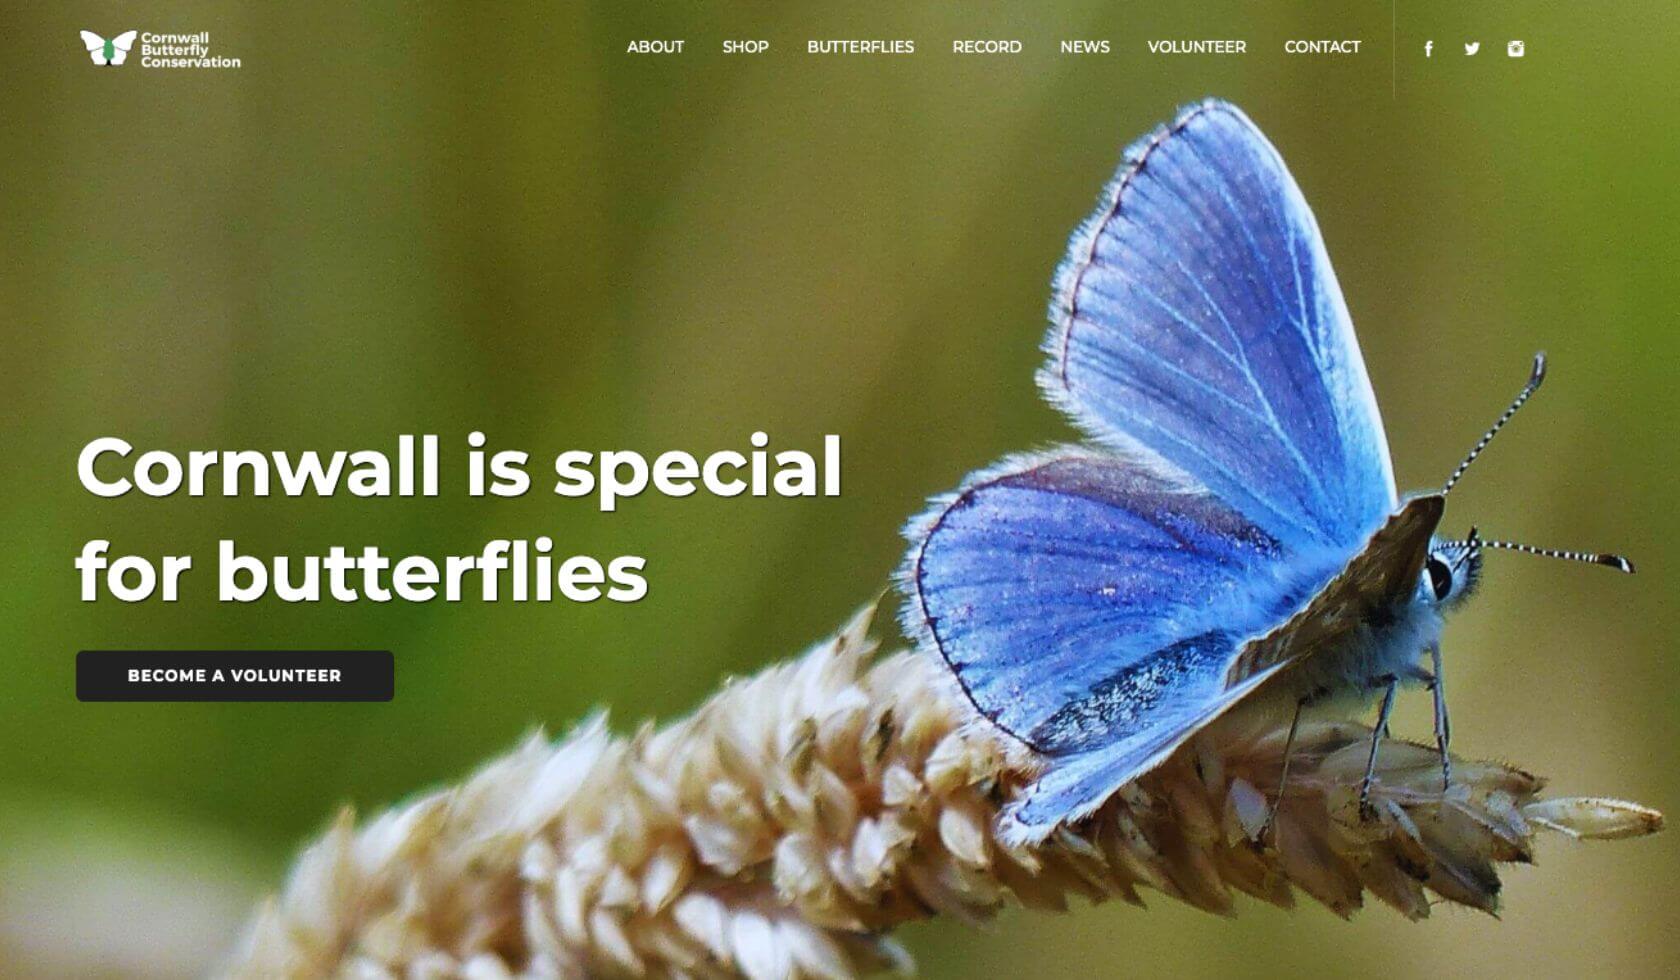 Cornwall
Butterfly
Conservation
ABOUT SHOP BUTTERFLIES RECORD NEWS VOLUNTEER CONTACT
Cornwall is special
for butterflies
BECOME A VOLUNTEER